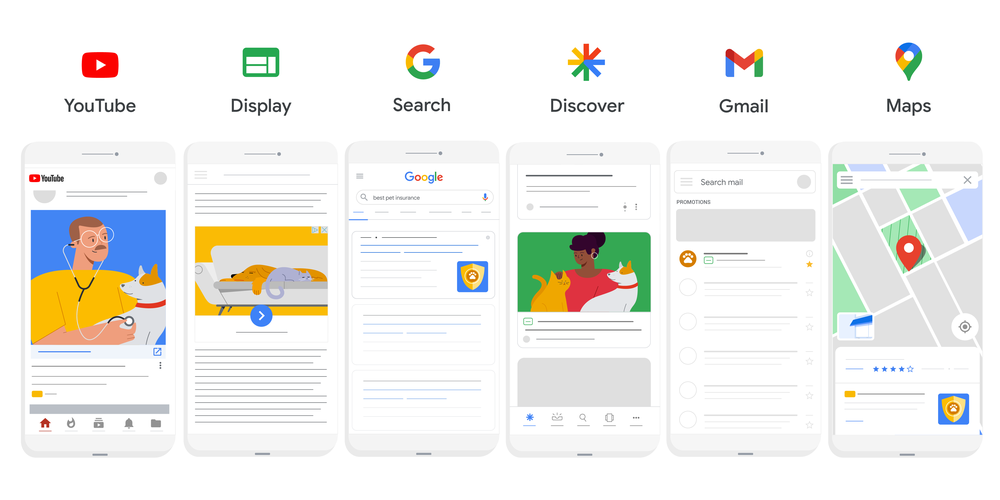 YouTube
Display
Search
Discover
Gmail
Maps
YouTube
Google
best pet insurance
Search mail
PROMOTIONS